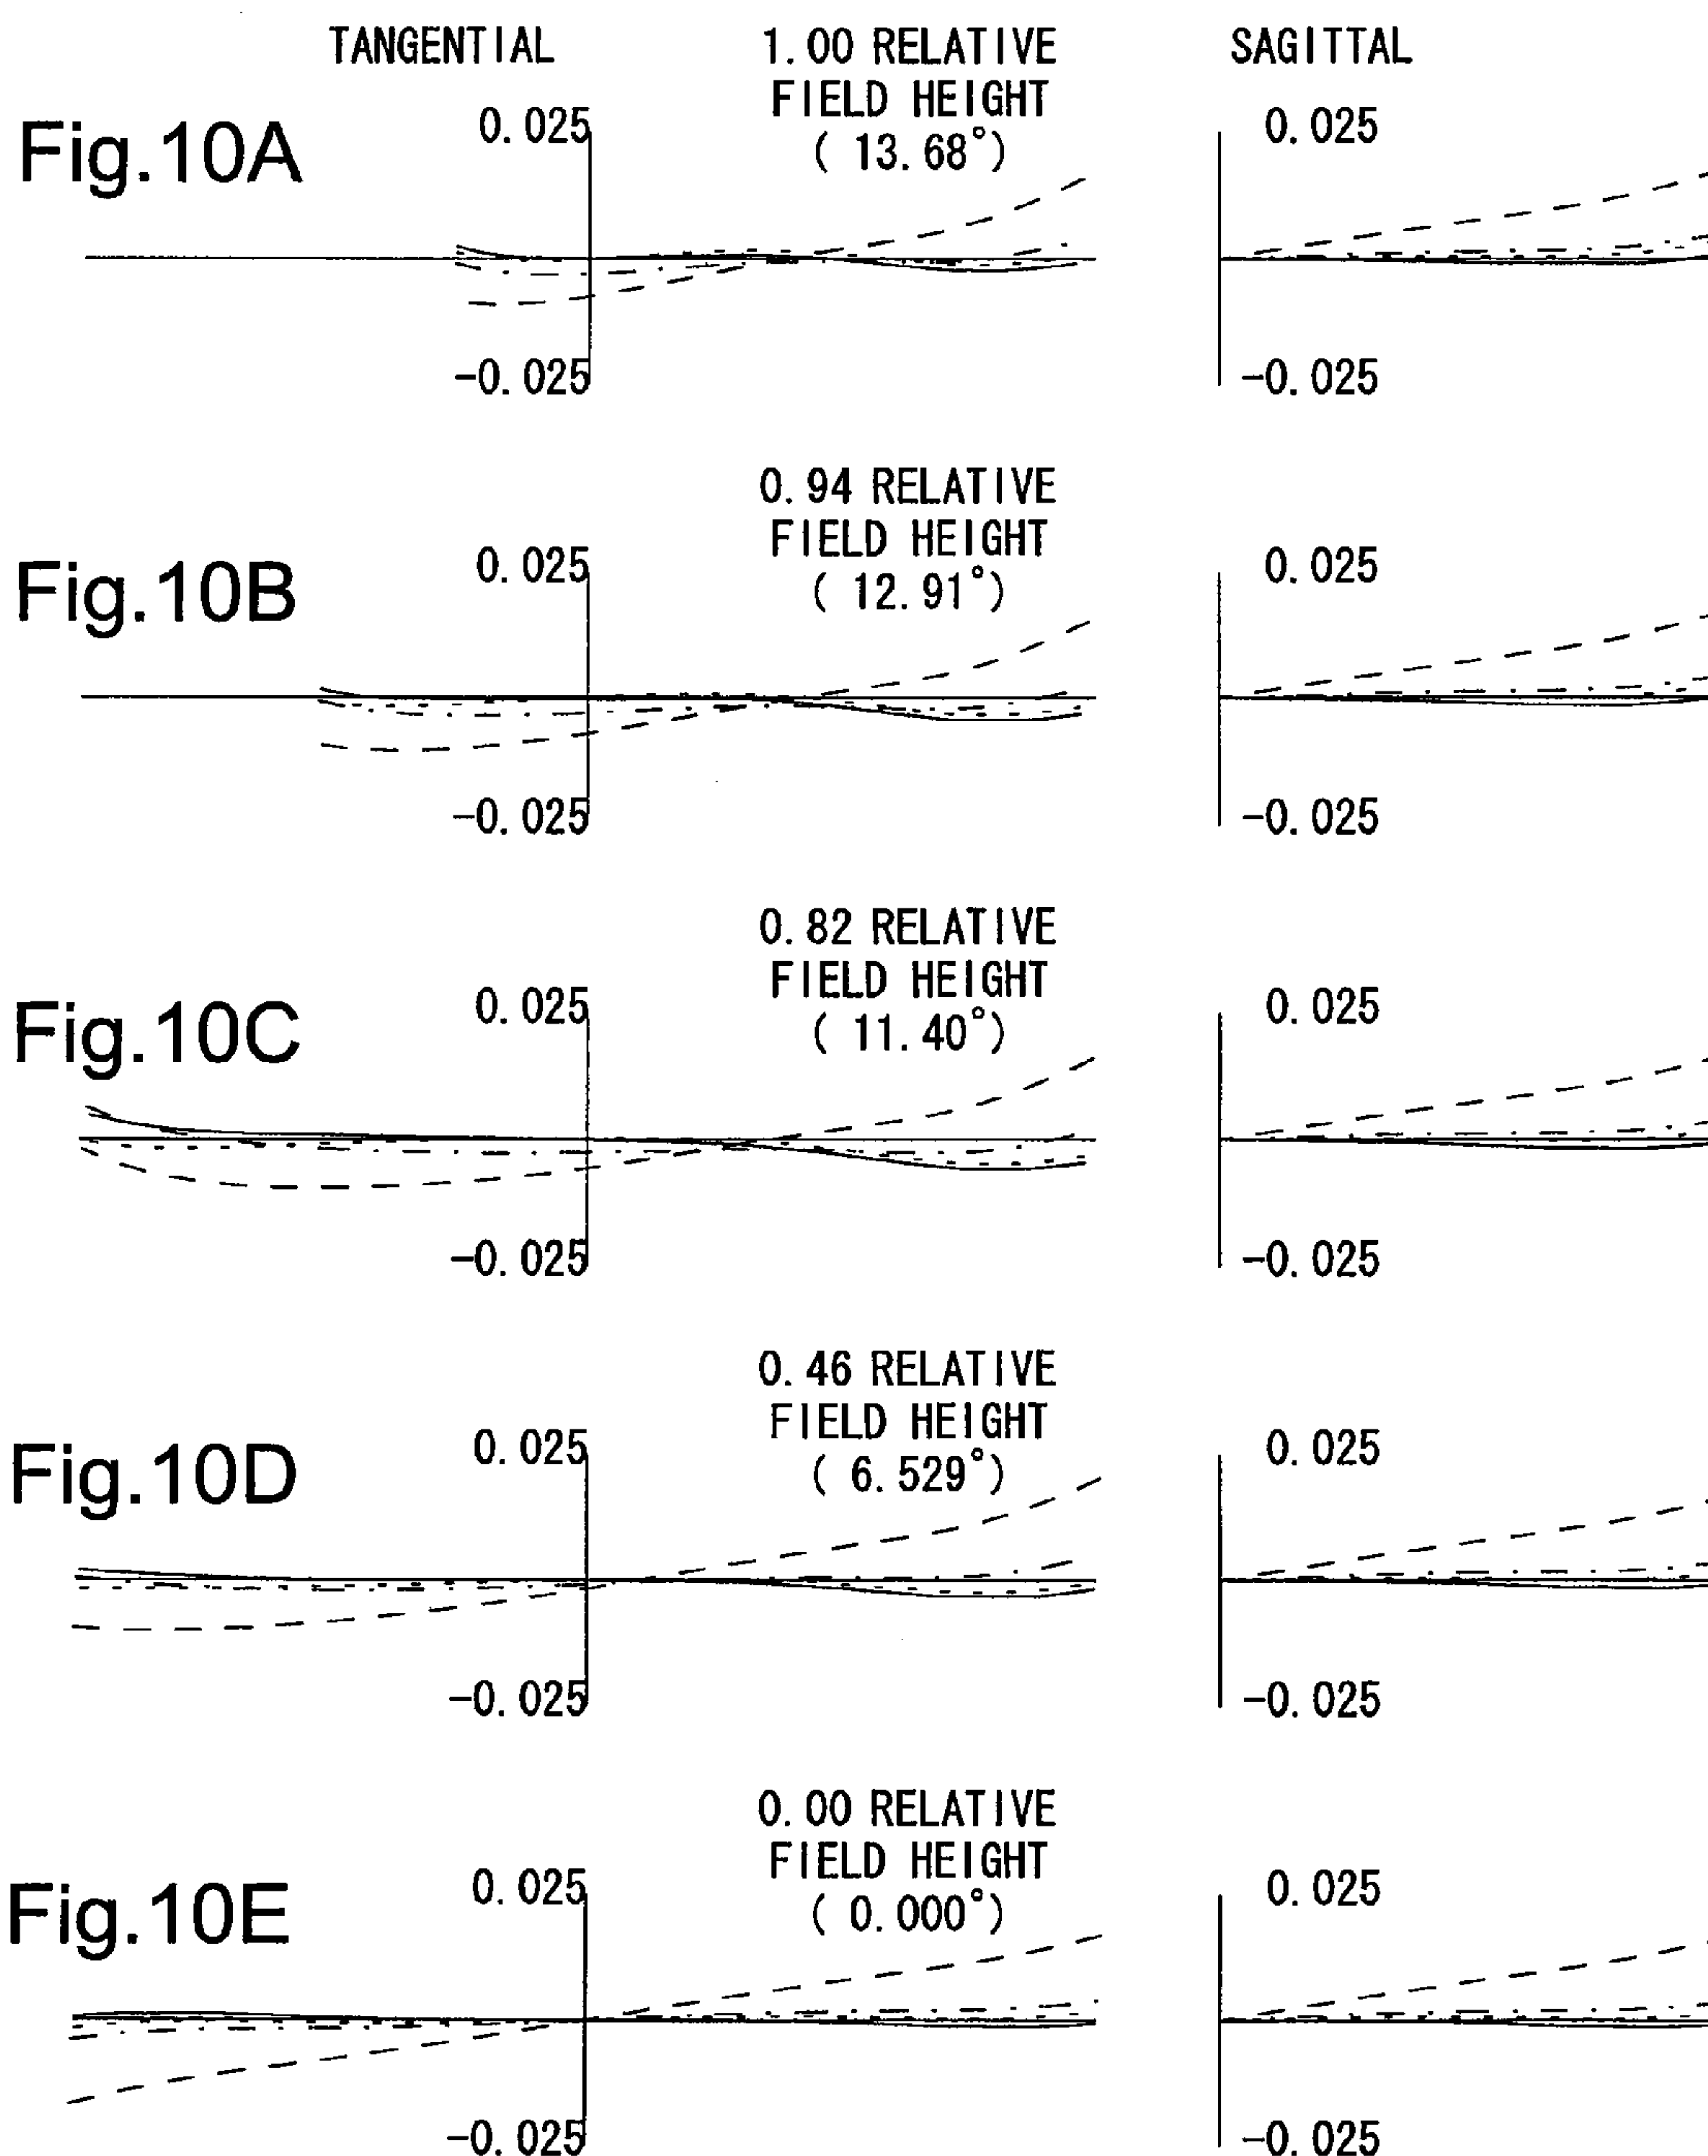 TANGENTIAL
1.00 RELATIVE
FIELD HEIGHT
( 13.68°)
SAGITTAL
Fig.10A
0.025
0.025
-0.025
-0.025
0.94 RELATIVE
FIELD HEIGHT
( 12.91°)
Fig.10B
0.025
0.025
-0.025
-0.025
0.82 RELATIVE
FIELD HEIGHT
( 11.40°)
Fig.10C
0.025
0.025
-0.025
-0.025
0.46 RELATIVE
FIELD HEIGHT
( 6.529°)
Fig.10D
0.025
0.025
-0.025
-0.025
0.00 RELATIVE
FIELD HEIGHT
( 0.000°)
Fig.10E
0.025
0.025
-0.025
-0.025